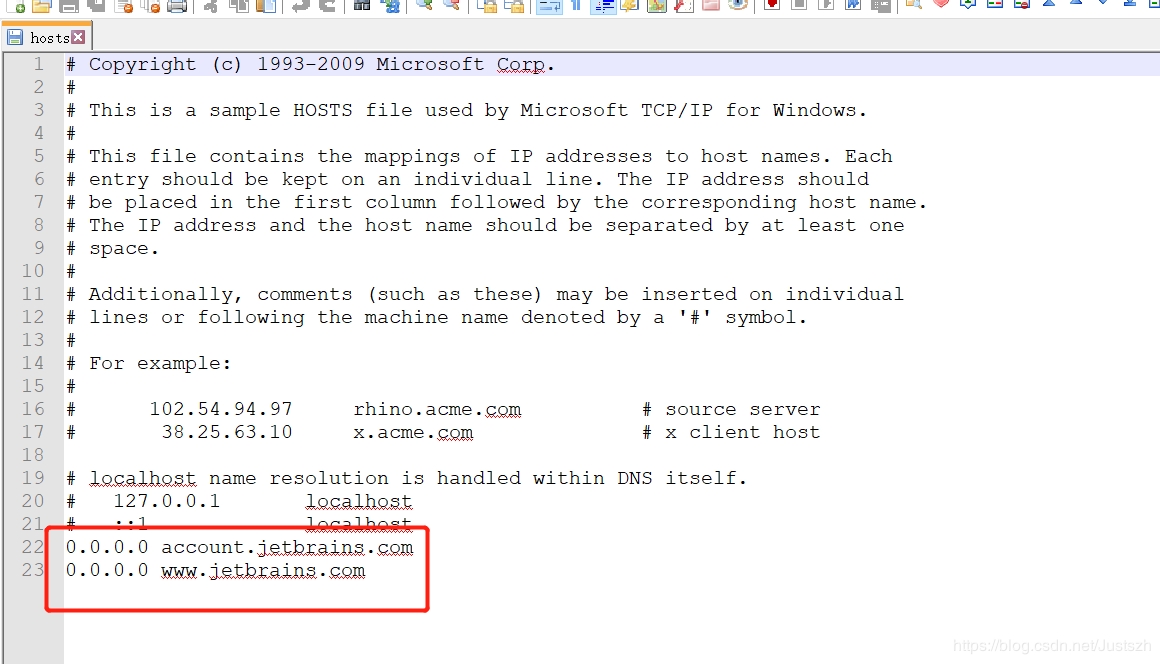 hosts
1 # Copyright (c) 1993-2009 Microsoft Corp.
2 #
3 # This is a sample HOSTS file used by Microsoft TCP/IP for Windows.
4 #
5 # This file contains the mappings of IP addresses to host names. Each
6 # entry should be kept on an individual line. The IP address should
7 # be placed in the first column followed by the corresponding host name.
8 # The IP address and the host name should be separated by at least one
9 # space.
10 #
11 # Additionally, comments (such as these) may be inserted on individual
12 # lines or following the machine name denoted by a '#' symbol.
13 #
14 # For example:
15 #
16 #      102.54.94.97     rhino.acme.com          # source server
17 #       38.25.63.10     x.acme.com              # x client host
18
19 # localhost name resolution is handled within DNS itself.
20 #   127.0.0.1       localhost
21 #   ::1             localhost
22 0.0.0.0 account.jetbrains.com
23 0.0.0.0 www.jetbrains.com
https://blog.csdn.net/Justszh